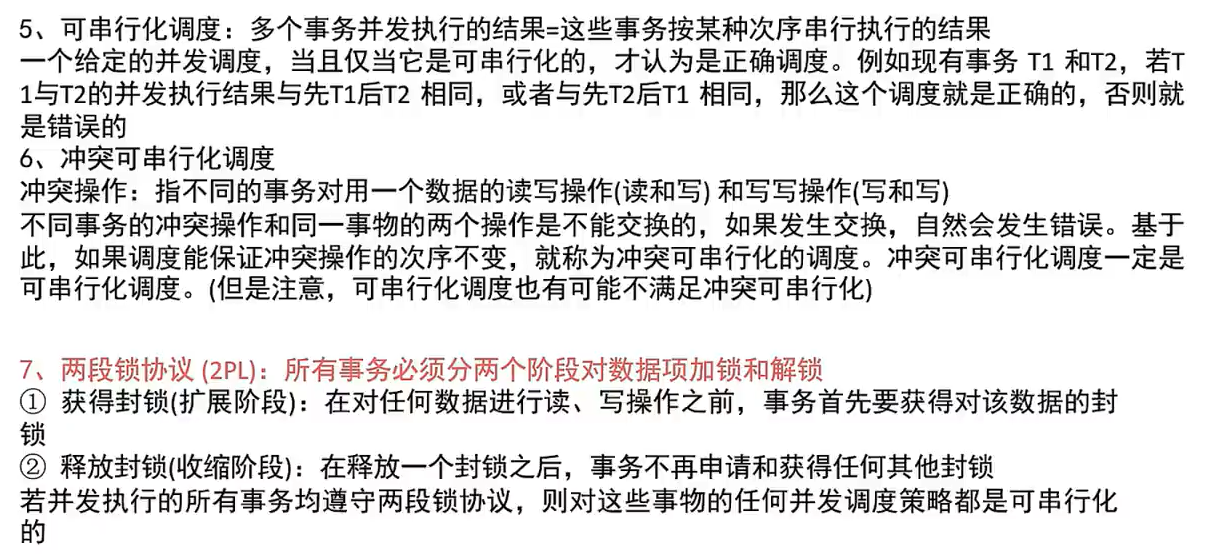 5、可串行化调度：多个事务并发执行的结果=这些事务按某种次序串行执行的结果
一个给定的并发调度，当且仅当它是可串行化的，才认为是正确调度。例如现有事务 T1 和T2，若T
1与T2的并发执行结果与先T1后T2 相同，或者与先T2后T1 相同，那么这个调度就是正确的，否则就
是错误的
6、冲突可串行化调度
冲突操作：指不同的事务对用一个数据的读写操作(读和写) 和写写操作(写和写)
不同事务的冲突操作和同一事物的两个操作是不能交换的，如果发生交换，自然会发生错误。基于
此，如果调度能保证冲突操作的次序不变，就称为冲突可串行化的调度。冲突可串行化调度一定是
可串行化调度。(但是注意，可串行化调度也有可能不满足冲突可串行化)
7、两段锁协议 (2PL)：所有事务必须分两个阶段对数据项加锁和解锁
① 获得封锁(扩展阶段)：在对任何数据进行读、写操作之前，事务首先要获得对该数据的封
锁
② 释放封锁(收缩阶段)：在释放一个封锁之后，事务不再申请和获得任何其他封锁
若并发执行的所有事务均遵守两段锁协议，则对这些事物的任何并发调度策略都是可串行化
的